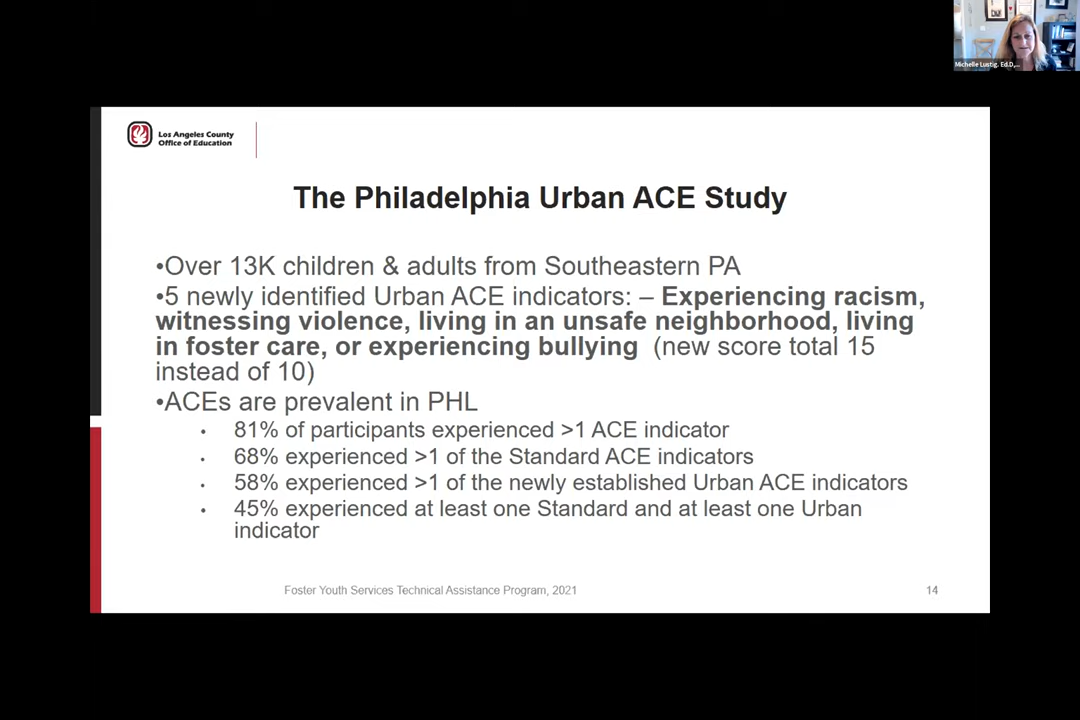 Michelle Lustig, Ed.D,...
Los Angeles County
Office of Education
The Philadelphia Urban ACE Study
•Over 13K children & adults from Southeastern PA
•5 newly identified Urban ACE indicators: – Experiencing racism,
witnessing violence, living in an unsafe neighborhood, living
in foster care, or experiencing bullying (new score total 15
instead of 10)
•ACEs are prevalent in PHL
• 81% of participants experienced >1 ACE indicator
• 68% experienced >1 of the Standard ACE indicators
• 58% experienced >1 of the newly established Urban ACE indicators
• 45% experienced at least one Standard and at least one Urban
indicator
Foster Youth Services Technical Assistance Program, 2021
14